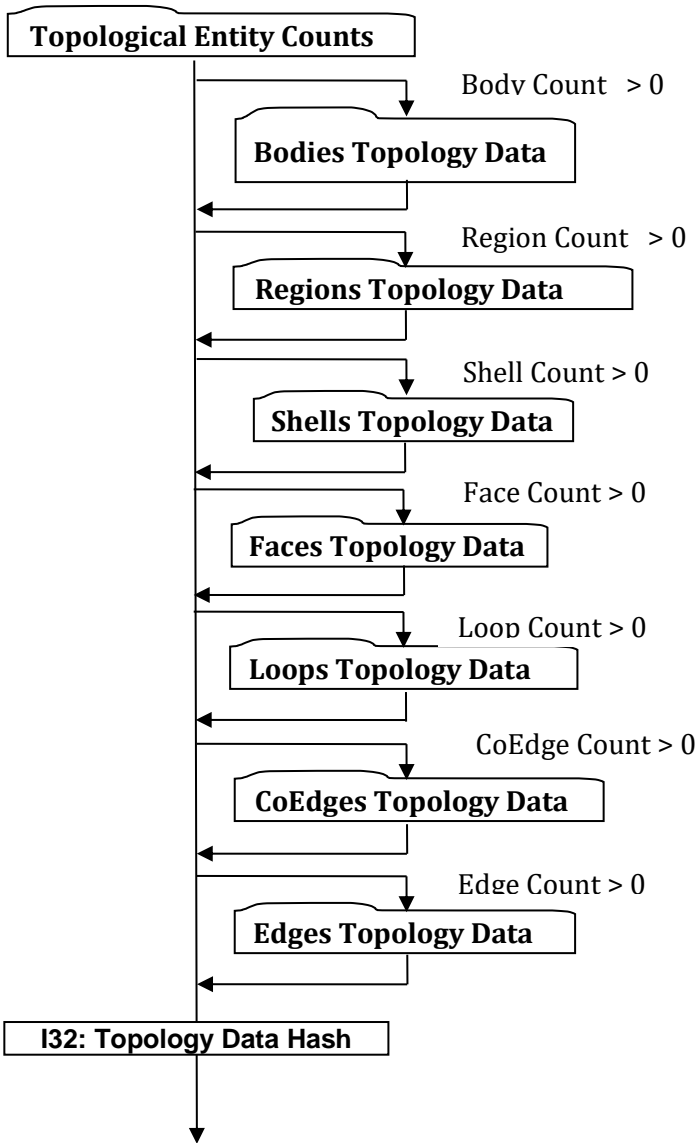 Topological Entity Counts
Body Count > 0
Bodies Topology Data
Region Count > 0
Regions Topology Data
Shell Count > 0
Shells Topology Data
Face Count > 0
Faces Topology Data
Loop Count > 0
Loops Topology Data
CoEdge Count > 0
CoEdges Topology Data
Edge Count > 0
Edges Topology Data
I32: Topology Data Hash